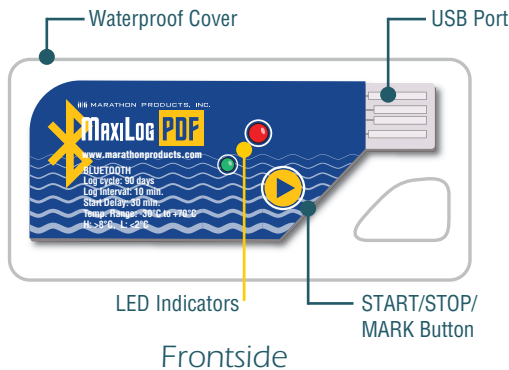 Waterproof Cover
USB Port
MARATHON PRODUCTS, INC.
MAXILOG PDF
www.marathonproducts.com
BLUETOOTH
Log cycle: 90 days
Log Interval: 10 min.
Start Delay: 30 min.
Temp. Range: -30°C to +70°C
H: >8°C, L: <2°C
LED Indicators
START/STOP/
MARK Button
Frontside